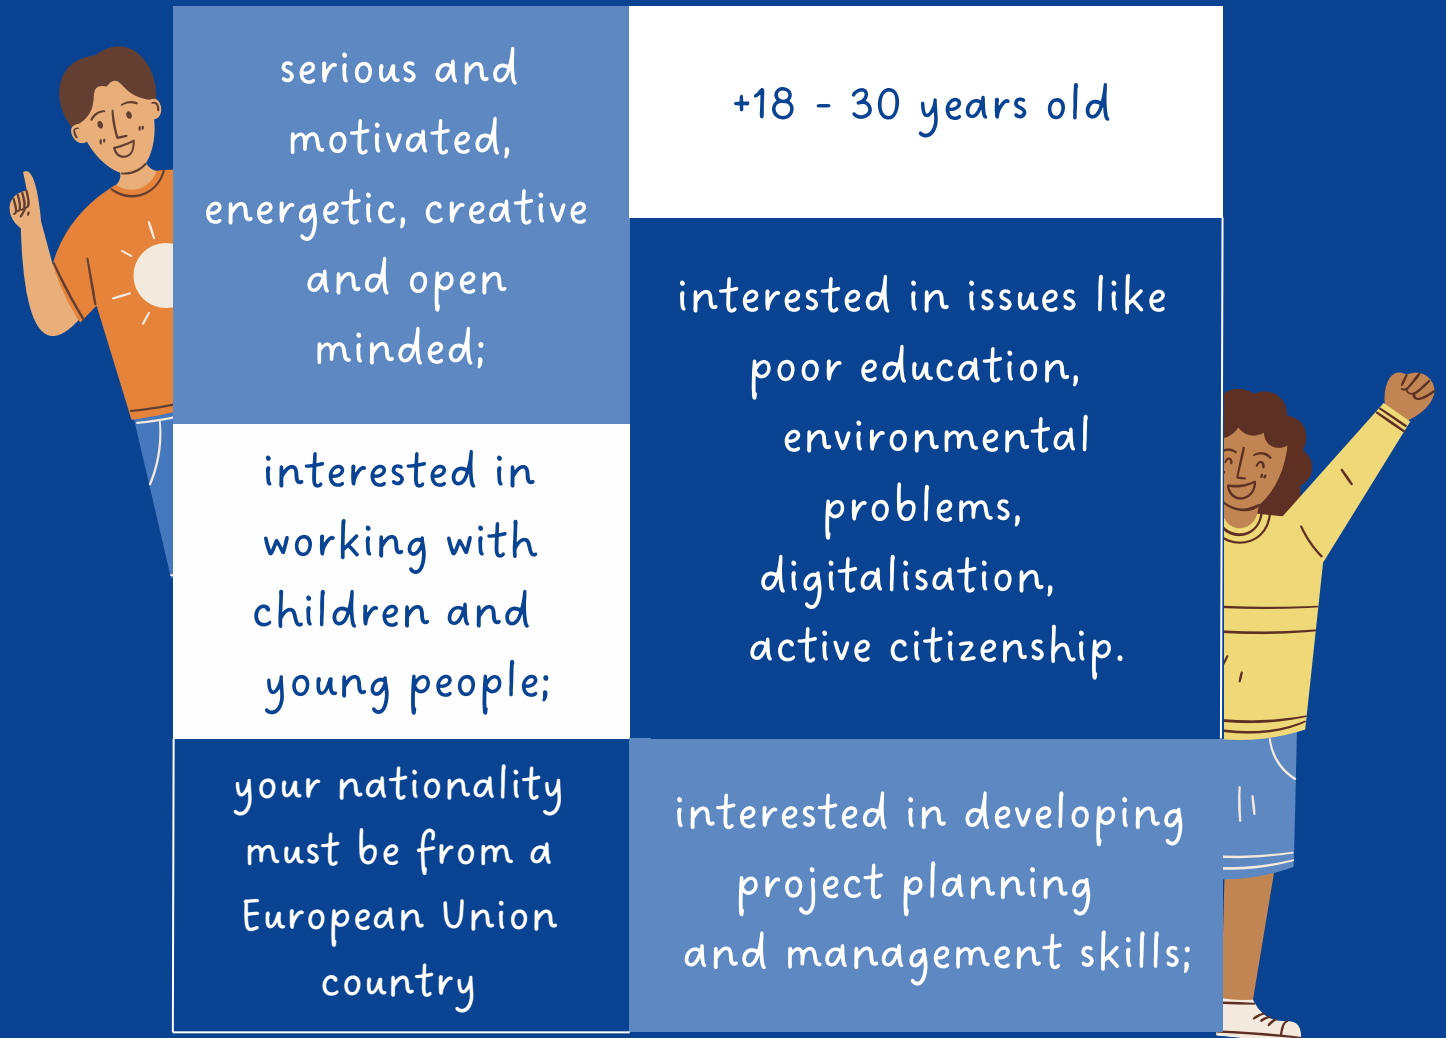 serious and
motivated,
energetic, creative
and open
minded;
+18 - 30 years old
interested in
working with
children and
young people;
interested in issues like
poor education,
environmental
problems,
digitalisation,
active citizenship.
your nationality
must be from a
European Union
country
interested in developing
project planning
and management skills;